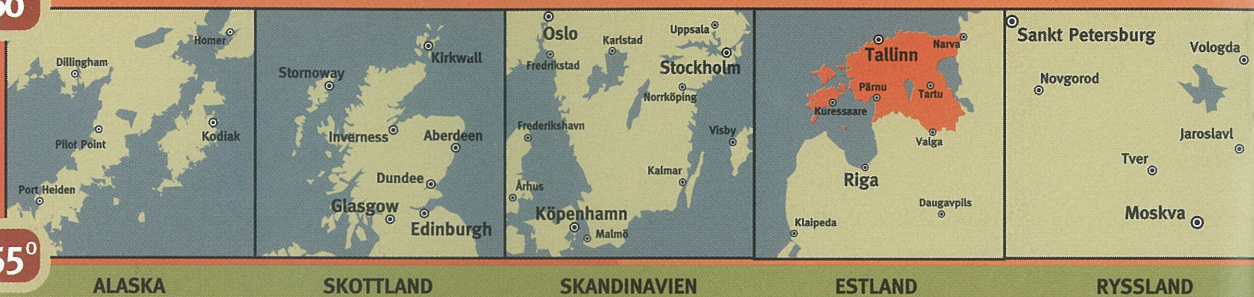 60
Homer
Dillingham
Kodiak
Pilot Point
Port Heiden
Kirkwall
Stornoway
Inverness
Aberdeen
Dundee
Glasgow
Edinburgh
Oslo
Uppsala
Karlstad
Fredrikstad
Stockholm
Norrköping
Frederikshavn
Visby
Kalmar
Århus
Köpenhamn
Malmö
Tallinn
Narva
Pärnu
Tartu
Kuressaare
Valga
Riga
Daugavpils
Klaipeda
Sankt Petersburg
Vologda
Novgorod
Jaroslavl
Tver
Moskva
55°
ALASKA
SKOTTLAND
SKANDINAVIEN
ESTLAND
RYSSLAND